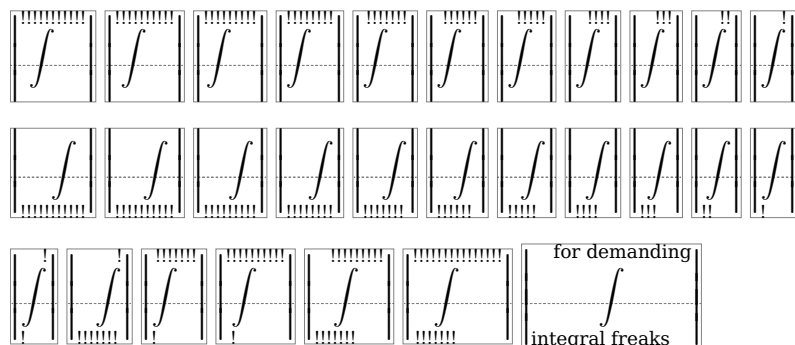 !!!!!!!!!!! !!!!!!!!!! !!!!!!!!! !!!!!!!! !!!!!!! !!!!!! !!!!! !!!! !!! !! !
∫ ∫ ∫ ∫ ∫ ∫ ∫ ∫ ∫ ∫ ∫
∫ ∫ ∫ ∫ ∫ ∫ ∫ ∫ ∫ ∫ ∫
!!!!!!!!!!! !!!!!!!!!! !!!!!!!!! !!!!!!!! !!!!!!! !!!!!! !!!!! !!!! !!! !! !
! ! !!!!!!! !!!!!!!!!! !!!!!!!!! !!!!!!!!!!!!!!! for demanding
∫ ∫ ∫ ∫ ∫ ∫ ∫
! !!!!!!! ! ! !!!!!!! !!!!!!! integral freaks